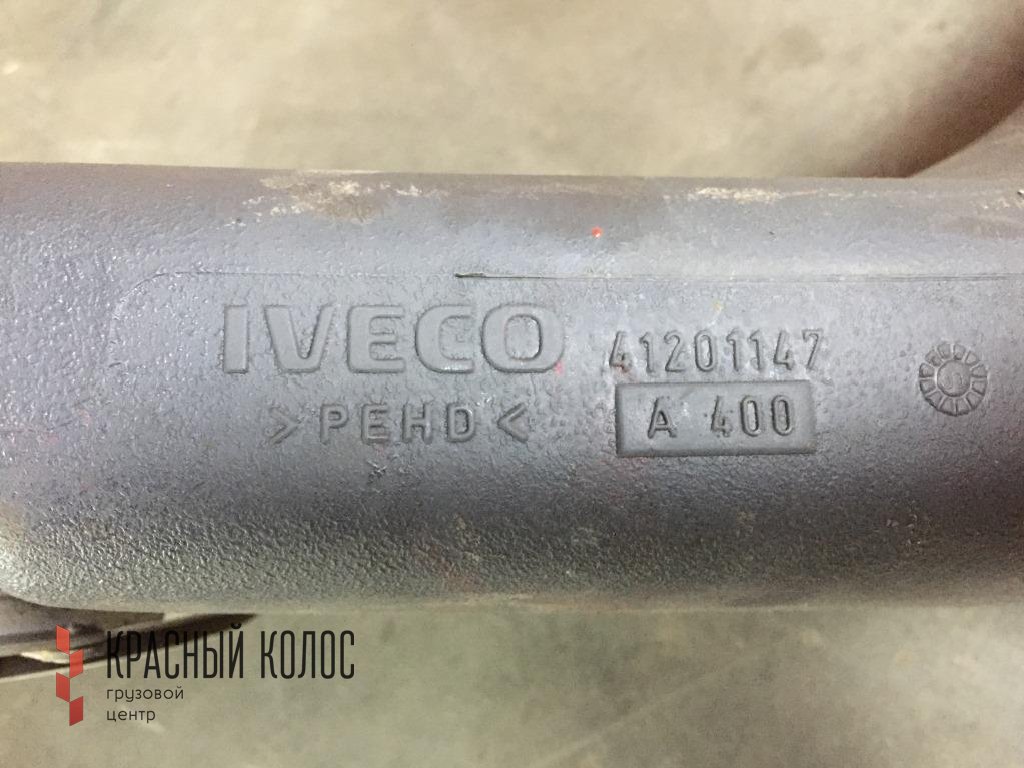 IVECO 41201147
>PEHD< A 400
КРАСНЫЙ КОЛОС
грузовой
центр